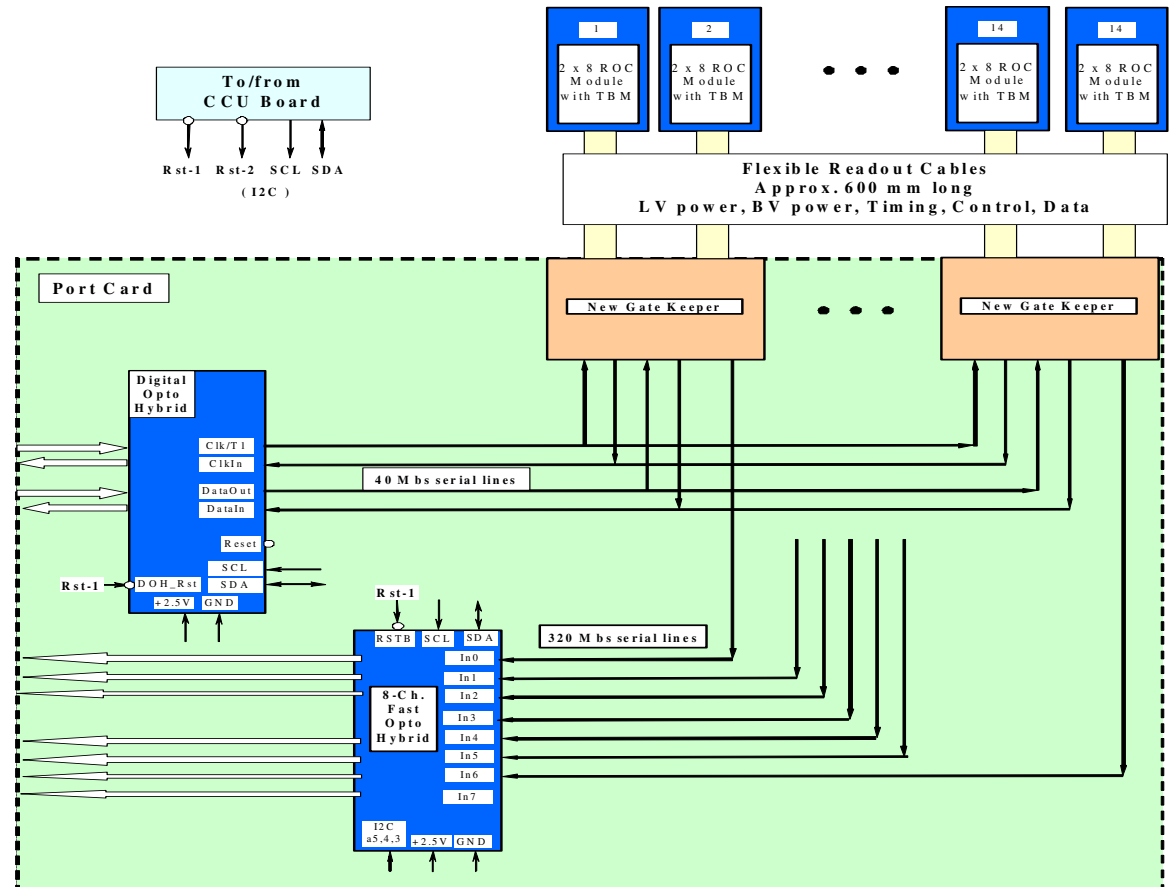 1
2
14
14
2 x 8 ROC
Module
with TBM
2 x 8 ROC
Module
with TBM
2 x 8 ROC
Module
with TBM
2 x 8 ROC
Module
with TBM
To/from
CCU Board
Rst-1 Rst-2 SCL SDA
( I2C )
Flexible Readout Cables
Approx. 600 mm long
LV power, BV power, Timing, Control, Data
Port Card
New Gate Keeper
New Gate Keeper
Digital
Opto
Hybrid
Clk/T1
ClkIn
DataOut
DataIn
40 Mbs serial lines
Reset
SCL
Rst-1
DOH_Rst
SDA
+2.5V
GND
Rst-1
RSTB
SCL
SDA
320 Mbs serial lines
In0
In1
In2
In3
In4
In5
In6
In7
8-Ch.
Fast
Opto
Hybrid
I2C
a5,4,3
+2.5V
GND